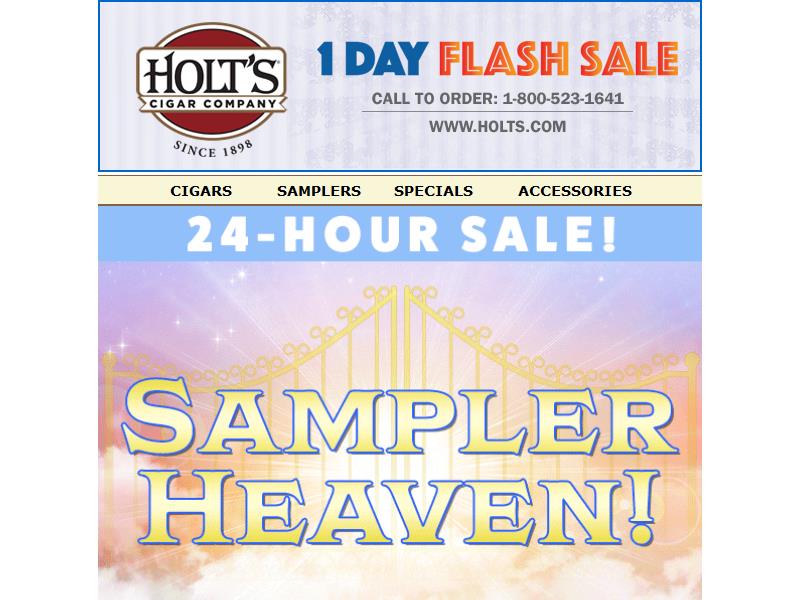 HOLT'S
CIGAR COMPANY
SINCE 1898
1 DAY FLASH SALE
CALL TO ORDER: 1-800-523-1641
WWW.HOLTS.COM
CIGARS SAMPLERS SPECIALS ACCESSORIES
24-HOUR SALE!
SAMPLER
HEAVEN!